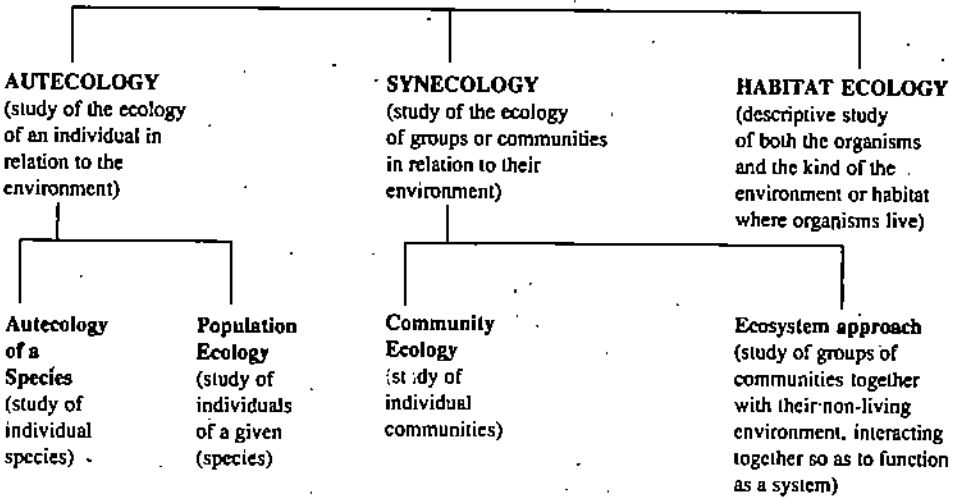 AUTECOLOGY
(study of the ecology
of an individual in
relation to the
environment)
SYNECOLOGY
(study of the ecology
of groups or communities
in relation to their
environment)
HABITAT ECOLOGY
(descriptive study
of both the organisms
and the kind of the
environment or habitat
where organisms live)
Autecology
of a
Species
(study of
individual
species)
Population
Ecology
(study of
individuals
of a given
(species)
Community
Ecology
(study of
individual
communities)
Ecosystem approach
(study of groups of
communities together
with their non-living
environment, interacting
together so as to function
as a system)